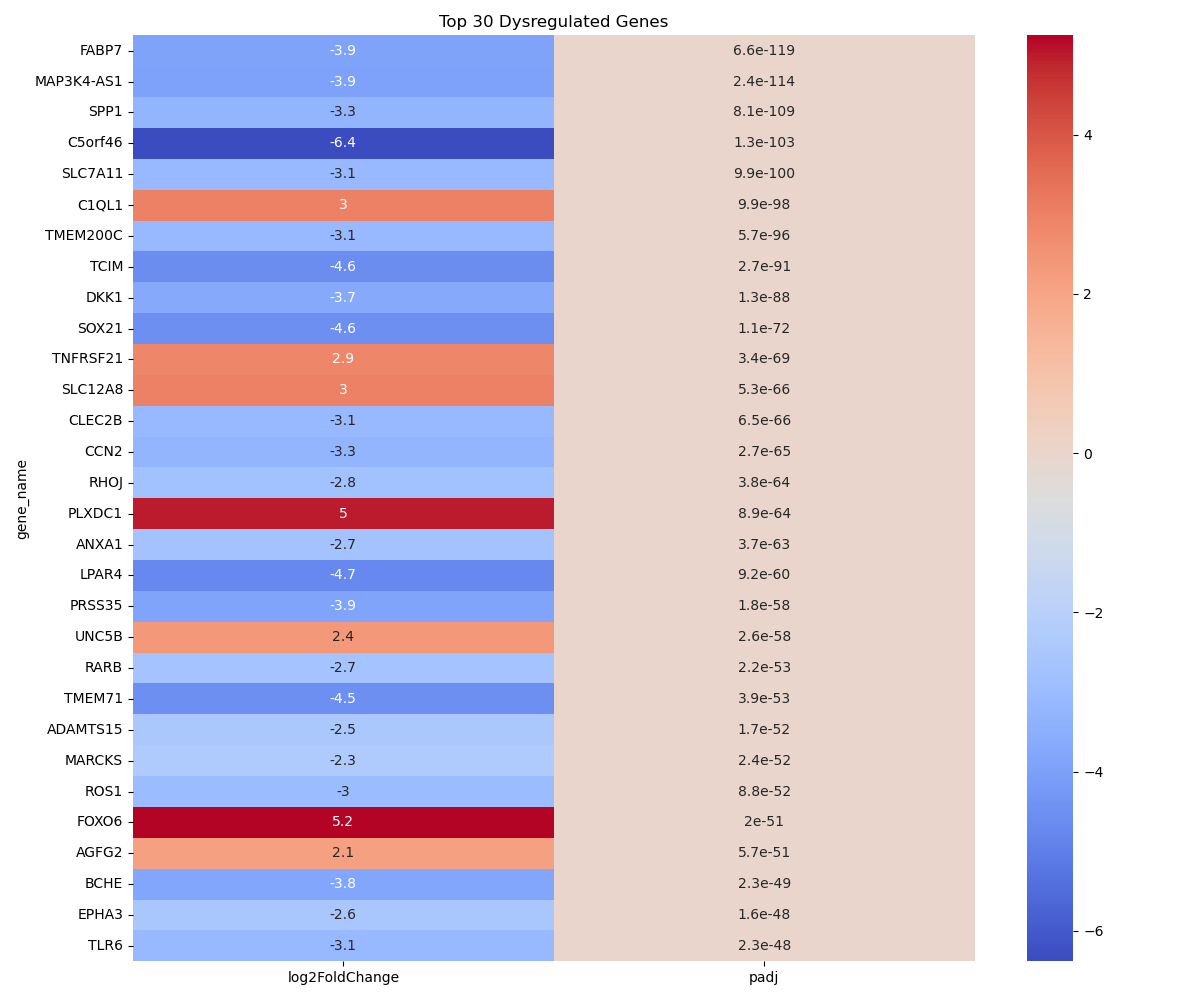 Top 30 Dysregulated Genes
gene_name
FABP7 -3.9 6.6e-119
MAP3K4-AS1 -3.9 2.4e-114
SPP1 -3.3 8.1e-109
C5orf46 -6.4 1.3e-103
SLC7A11 -3.1 9.9e-100
C1QL1 3 9.9e-98
TMEM200C -3.1 5.7e-96
TCIM -4.6 2.7e-91
DKK1 -3.7 1.3e-88
SOX21 -4.6 1.1e-72
TNFRSF21 2.9 3.4e-69
SLC12A8 3 5.3e-66
CLEC2B -3.1 6.5e-66
CCN2 -3.3 2.7e-65
RHOJ -2.8 3.8e-64
PLXDC1 5 8.9e-64
ANXA1 -2.7 3.7e-63
LPAR4 -4.7 9.2e-60
PRSS35 -3.9 1.8e-58
UNC5B 2.4 2.6e-58
RARB -2.7 2.2e-53
TMEM71 -4.5 3.9e-53
ADAMTS15 -2.5 1.7e-52
MARCKS -2.3 2.4e-52
ROS1 -3 8.8e-52
FOXO6 5.2 2e-51
AGFG2 2.1 5.7e-51
BCHE -3.8 2.3e-49
EPHA3 -2.6 1.6e-48
TLR6 -3.1 2.3e-48
log2FoldChange padj
4
2
0
−2
−4
−6